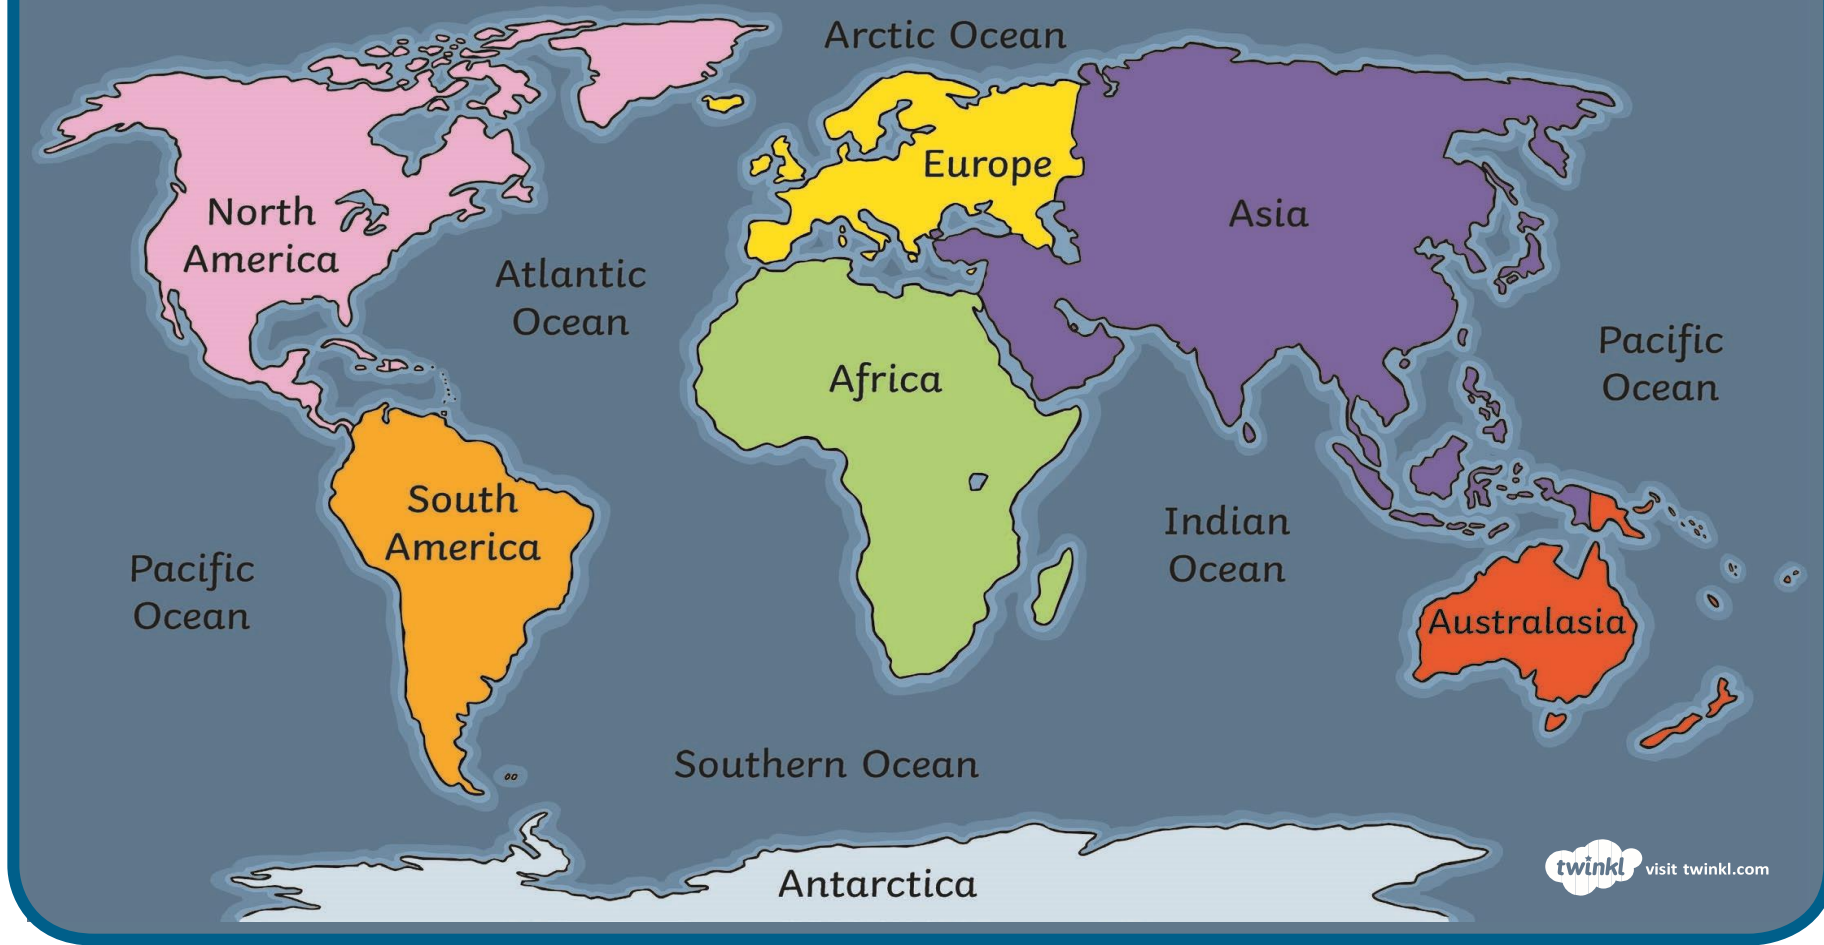 Arctic Ocean
Europe
North
America
Asia
Atlantic
Ocean
Pacific
Ocean
Africa
South
America
Indian
Ocean
Pacific
Ocean
Australasia
Southern Ocean
Antarctica
twinkl visit twinkl.com